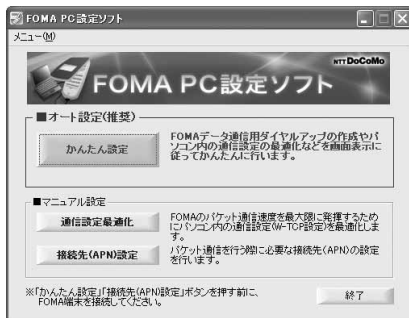 FOMA PC設定ソフト
メニュー(M)
NTT DoCoMo
FOMA PC設定ソフト
■オート設定(推奨)
かんたん設定
FOMAデータ通信用ダイヤルアップの作成やパ
ソコン内の通信設定の最適化などを画面表示に
従ってかんたんに行います。
■マニュアル設定
通信設定最適化
FOMAのパケット通信速度を最大限に発揮するため
にパソコン内の通信設定(W-TCP設定)を最適化しま
す。
接続先(APN)設定
パケット通信を行う際に必要な接続先(APN)の設定
を行います。
※「かんたん設定」「接続先(APN)設定」ボタンを押す前に、
FOMA端末を接続してください。
終了